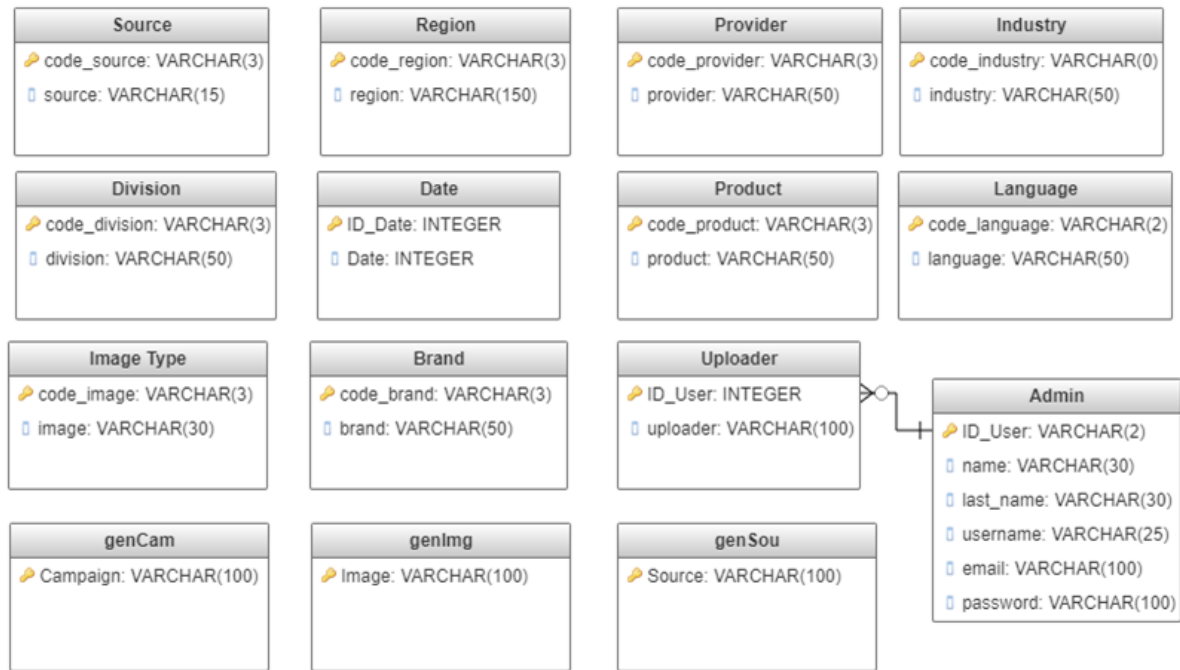 Source
code_source: VARCHAR(3)
source: VARCHAR(15)
Region
code_region: VARCHAR(3)
region: VARCHAR(150)
Provider
code_provider: VARCHAR(3)
provider: VARCHAR(50)
Industry
code_industry: VARCHAR(0)
industry: VARCHAR(50)
Division
code_division: VARCHAR(3)
division: VARCHAR(50)
Date
ID_Date: INTEGER
Date: INTEGER
Product
code_product: VARCHAR(3)
product: VARCHAR(50)
Language
code_language: VARCHAR(2)
language: VARCHAR(50)
Image Type
code_image: VARCHAR(3)
image: VARCHAR(30)
Brand
code_brand: VARCHAR(3)
brand: VARCHAR(50)
Uploader
ID_User: INTEGER
uploader: VARCHAR(100)
Admin
ID_User: VARCHAR(2)
name: VARCHAR(30)
last_name: VARCHAR(30)
username: VARCHAR(25)
email: VARCHAR(100)
password: VARCHAR(100)
genCam
Campaign: VARCHAR(100)
genImg
Image: VARCHAR(100)
genSou
Source: VARCHAR(100)